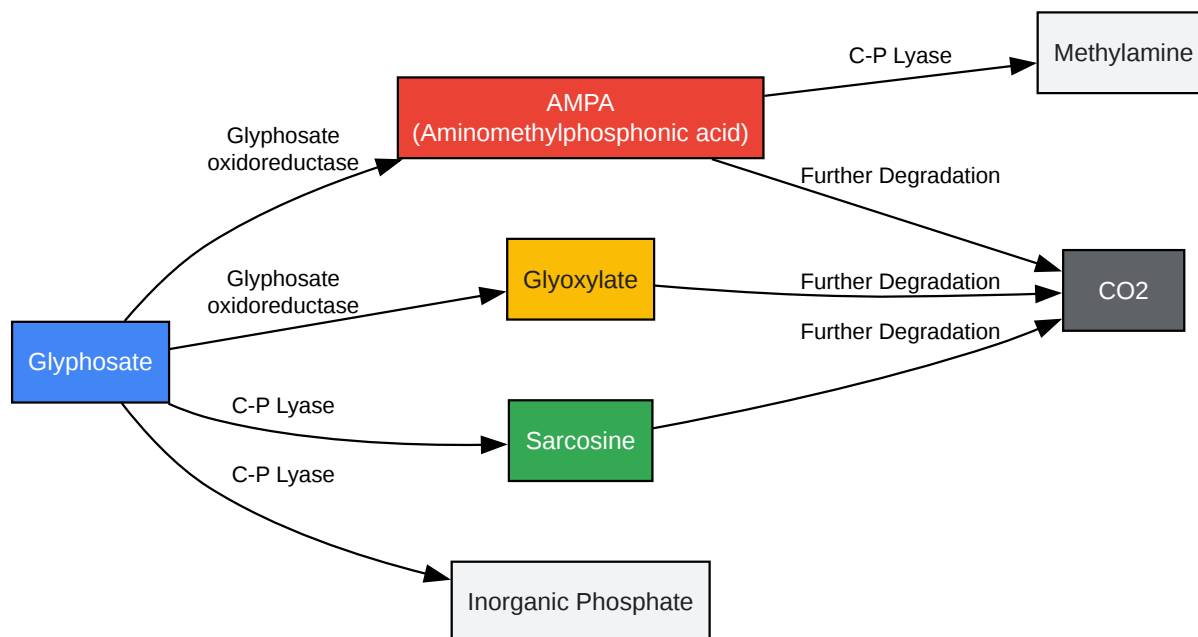 C-P Lyase
Methylamine
AMPA
(Aminomethylphosphonic acid)
Glyphosate
oxidoreductase
Further Degradation
Glyphosate
oxidoreductase
Glyoxylate
Further Degradation
CO2
Further Degradation
Glyphosate
C-P Lyase
Sarcosine
C-P Lyase
Inorganic Phosphate